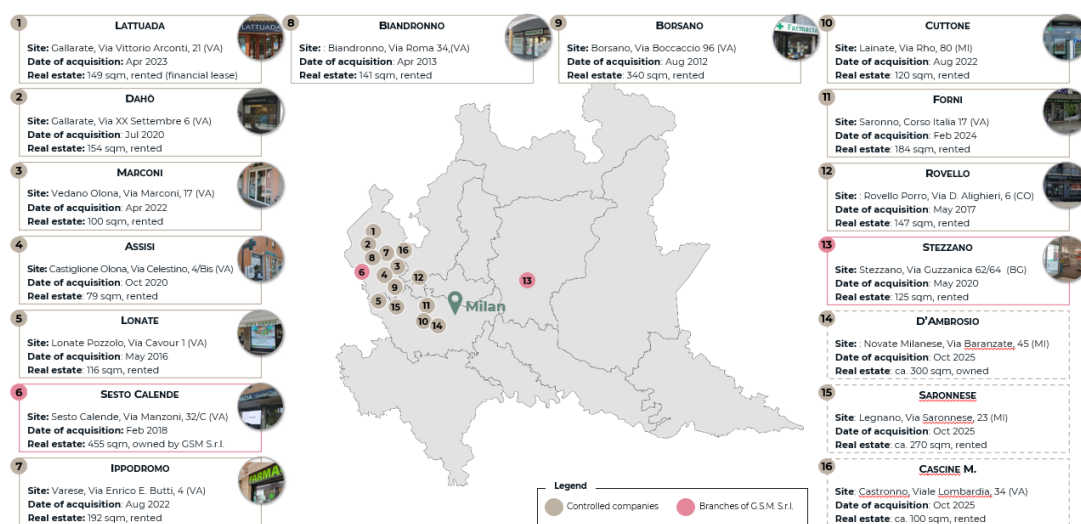 1
LATTUADA
Site: Gallarate, Via Vittorio Arconti, 21 (VA)
Date of acquisition: Apr 2023
Real estate: 149 sqm, rented (financial lease)
LATTUADA
2
DAHÒ
Site: Gallarate, Via XX Settembre 6 (VA)
Date of acquisition: Jul 2020
Real estate: 154 sqm, rented
3
MARCONI
Site: Vedano Olona, Via Marconi, 17 (VA)
Date of acquisition: Apr 2022
Real estate: 100 sqm, rented
4
ASSISI
Site: Castiglione Olona, Via Celestino, 4/Bis (VA)
Date of acquisition: Oct 2020
Real estate: 79 sqm, rented
5
LONATE
Site: Lonate Pozzolo, Via Cavour 1 (VA)
Date of acquisition: May 2016
Real estate: 116 sqm, rented
6
SESTO CALENDE
Site: Sesto Calende, Via Manzoni, 32/C (VA)
Date of acquisition: Feb 2018
Real estate: 455 sqm, owned by GSM S.r.l.
7
IPPODROMO
Site: Varese, Via Enrico E. Butti, 4 (VA)
Date of acquisition: Aug 2022
Real estate: 192 sqm, rented
FARMA
8
BIANDRONNO
Site: : Biandronno, Via Roma 34,(VA)
Date of acquisition: Apr 2013
Real estate: 141 sqm, rented
9
BORSANO
Site: Borsano, Via Boccaccio 96 (VA)
Date of acquisition: Aug 2012
Real estate: 340 sqm, rented
Farmacia
10
CUTTONE
Site: Lainate, Via Rho, 80 (MI)
Date of acquisition: Aug 2022
Real estate: 120 sqm, rented
11
FORNI
Site: Saronno, Corso Italia 17 (VA)
Date of acquisition: Feb 2024
Real estate: 184 sqm, rented
12
ROVELLO
Site: : Rovello Porro, Via D. Alighieri, 6 (CO)
Date of acquisition: May 2017
Real estate: 147 sqm, rented
13
STEZZANO
Site: Stezzano, Via Guzzanica 62/64 (BG)
Date of acquisition: May 2020
Real estate: 125 sqm, rented
14
D'AMBROSIO
Site: : Novate Milanese, Via Baranzate, 45 (MI)
Date of acquisition: Oct 2025
Real estate: ca. 300 sqm, owned
15
SARONNESE
Site: Legnano, Via Saronnese, 23 (MI)
Date of acquisition: Oct 2025
Real estate: ca. 270 sqm, rented
16
CASCINE M.
Site: Castronno, Viale Lombardia, 34 (VA)
Date of acquisition: Oct 2025
Real estate: ca. 100 sqm, rented
1
2
7
16
8
6
4
3
12
9
5
15
11
10
14
Milan
13
Legend
Controlled companies
Branches of G.S.M. S.r.l.